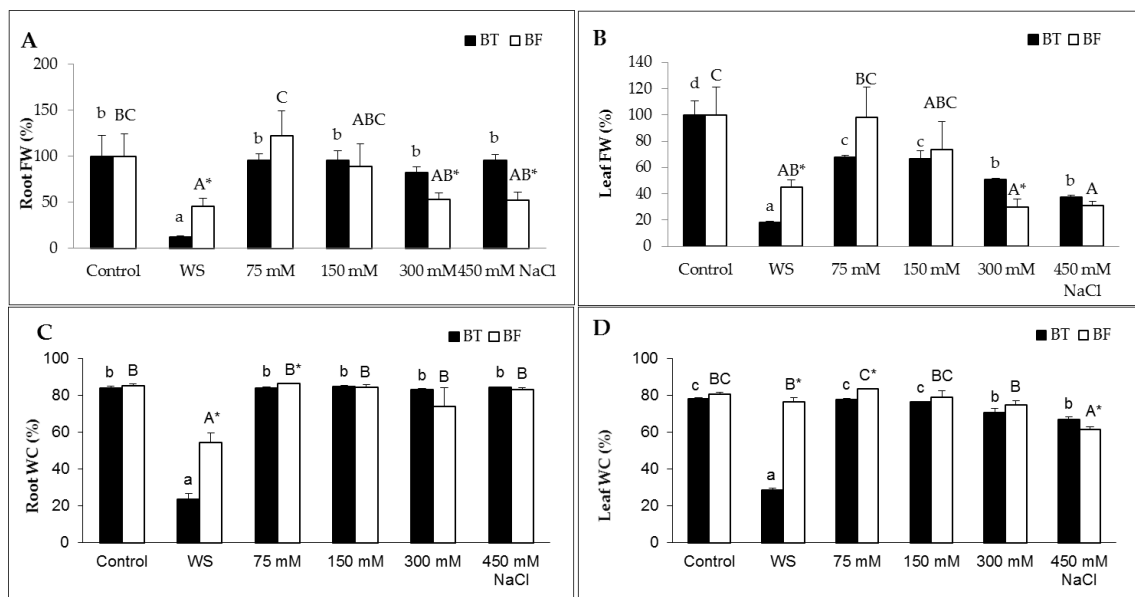 A
BT BF
Root FW (%)
200
150
100
50
0
b BC a A* b C b ABC b AB* b AB*
Control WS 75 mM 150 mM 300 mM 450 mM NaCl
B
BT BF
Leaf FW (%)
140
120
100
80
60
40
20
0
d C a AB* c BC c ABC b A* b A
Control WS 75 mM 150 mM 300 mM 450 mM
NaCl
C
BT BF
Root WC (%)
100
80
60
40
20
0
b B a A* b B* b B b B b B
Control WS 75 mM 150 mM 300 mM 450 mM
NaCl
D
BT BF
Leaf WC (%)
100
80
60
40
20
0
c BC a B* c C* c BC b B b A*
Control WS 75 mM 150 mM 300 mM 450 mM
NaCl